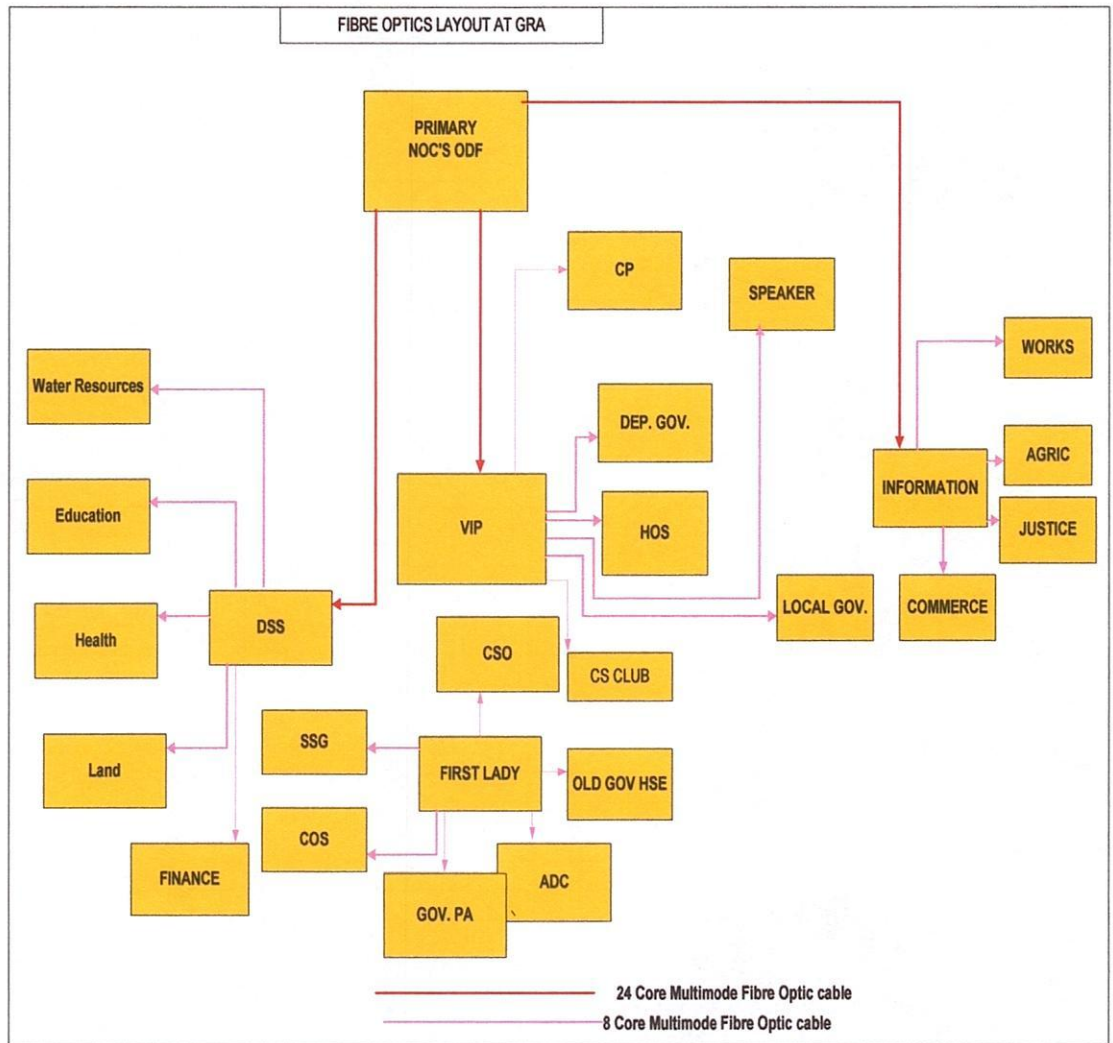 FIBRE OPTICS LAYOUT AT GRA
PRIMARY
NOC'S ODF
CP
SPEAKER
WORKS
Water Resources
DEP. GOV.
AGRIC
INFORMATION
Education
VIP
HOS
JUSTICE
LOCAL GOV.
COMMERCE
Health
DSS
CSO
CS CLUB
SSG
Land
FIRST LADY
OLD GOV HSE
COS
FINANCE
ADC
GOV. PA
24 Core Multimode Fibre Optic cable
8 Core Multimode Fibre Optic cable